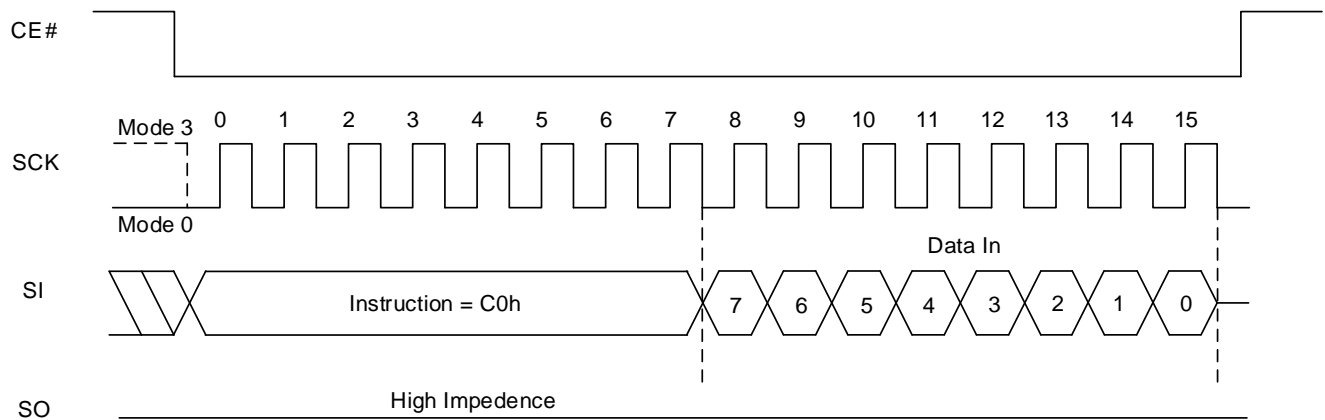 CE#
Mode 3
0 1 2 3 4 5 6 7 8 9 10 11 12 13 14 15
SCK
Mode 0
Data In
SI
Instruction = C0h
7 6 5 4 3 2 1 0
High Impedence
SO